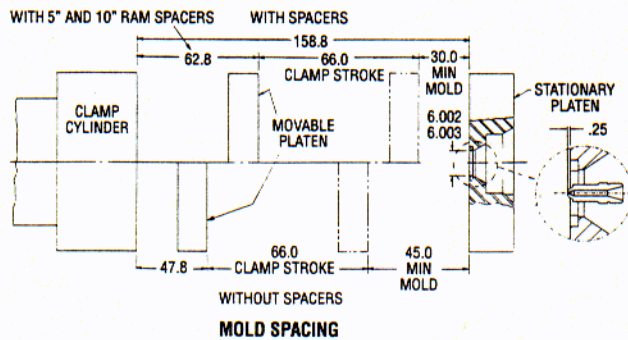 WITH 5" AND 10" RAM SPACERS
WITH SPACERS
158.8
62.8
66.0
CLAMP STROKE
30.0
MIN
MOLD
CLAMP
CYLINDER
MOVABLE
PLATEN
6.002
6.003
STATIONARY
PLATEN
.25
47.8
66.0
CLAMP STROKE
45.0
MIN
MOLD
WITHOUT SPACERS
MOLD SPACING